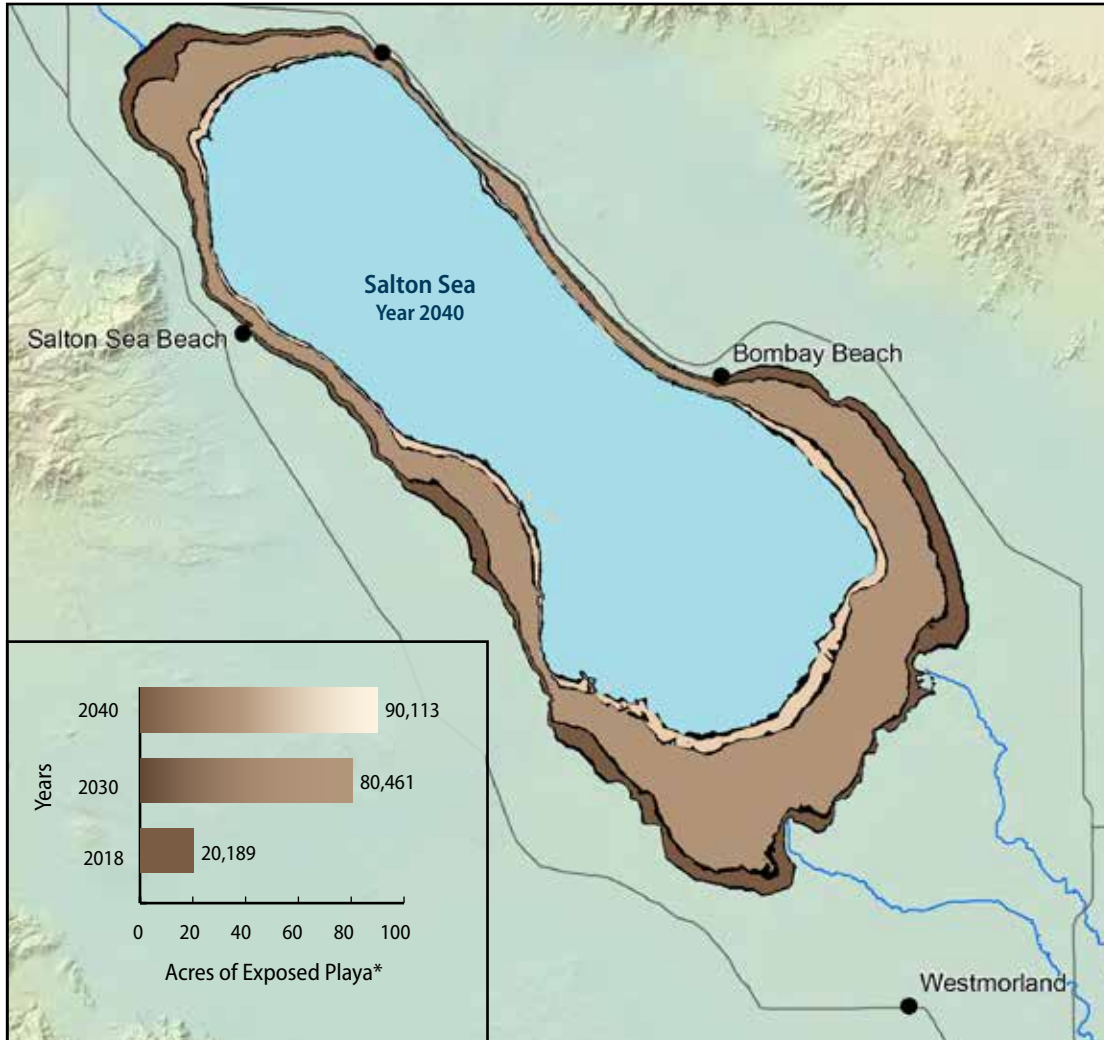 Salton Sea
Year 2040
Salton Sea Beach
Bombay Beach
2040
90,113
Years
2030
80,461
2018
20,189
0 20 40 60 80 100
Acres of Exposed Playa*
Westmorland